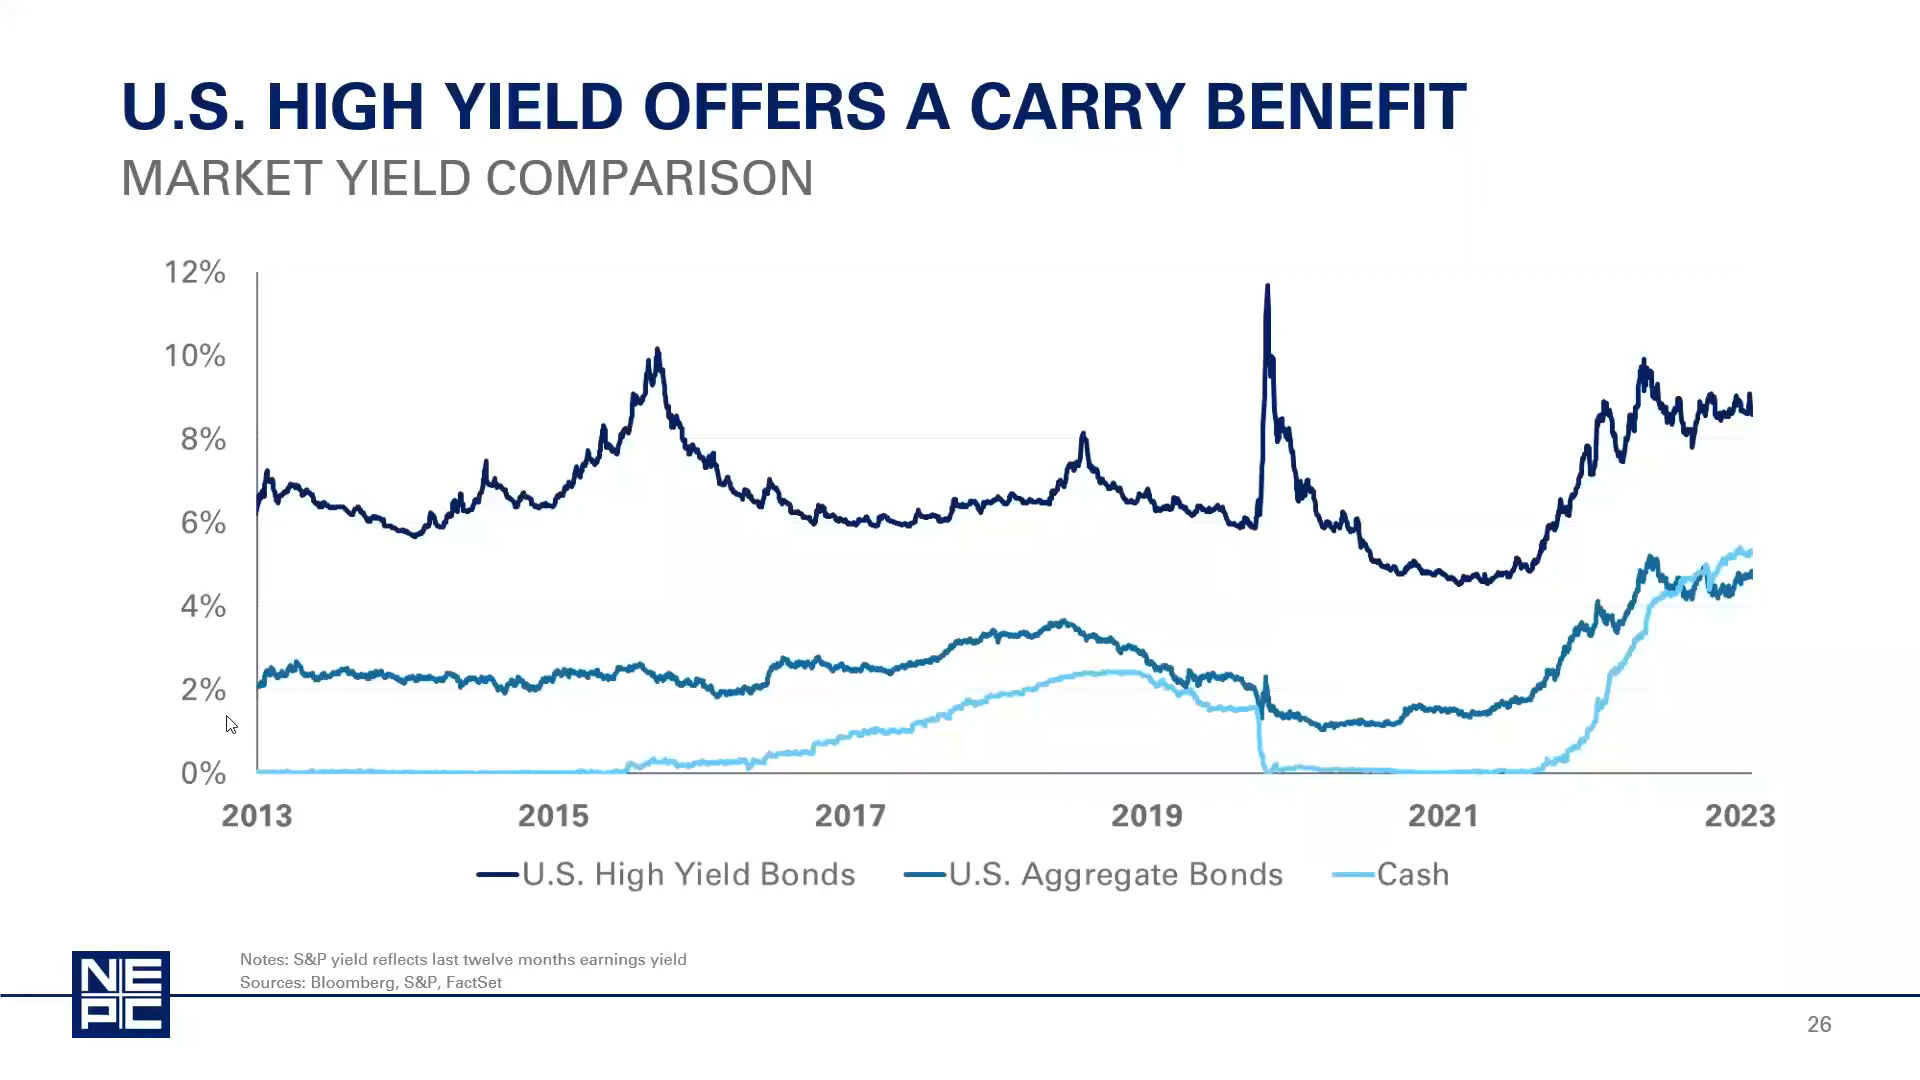 U.S. HIGH YIELD OFFERS A CARRY BENEFIT
MARKET YIELD COMPARISON
12%
10%
8%
6%
4%
2%
0%
2013 2015 2017 2019 2021 2023
U.S. High Yield Bonds U.S. Aggregate Bonds Cash
Notes: S&P yield reflects last twelve months earnings yield
Sources: Bloomberg, S&P, FactSet
NE
PC
26